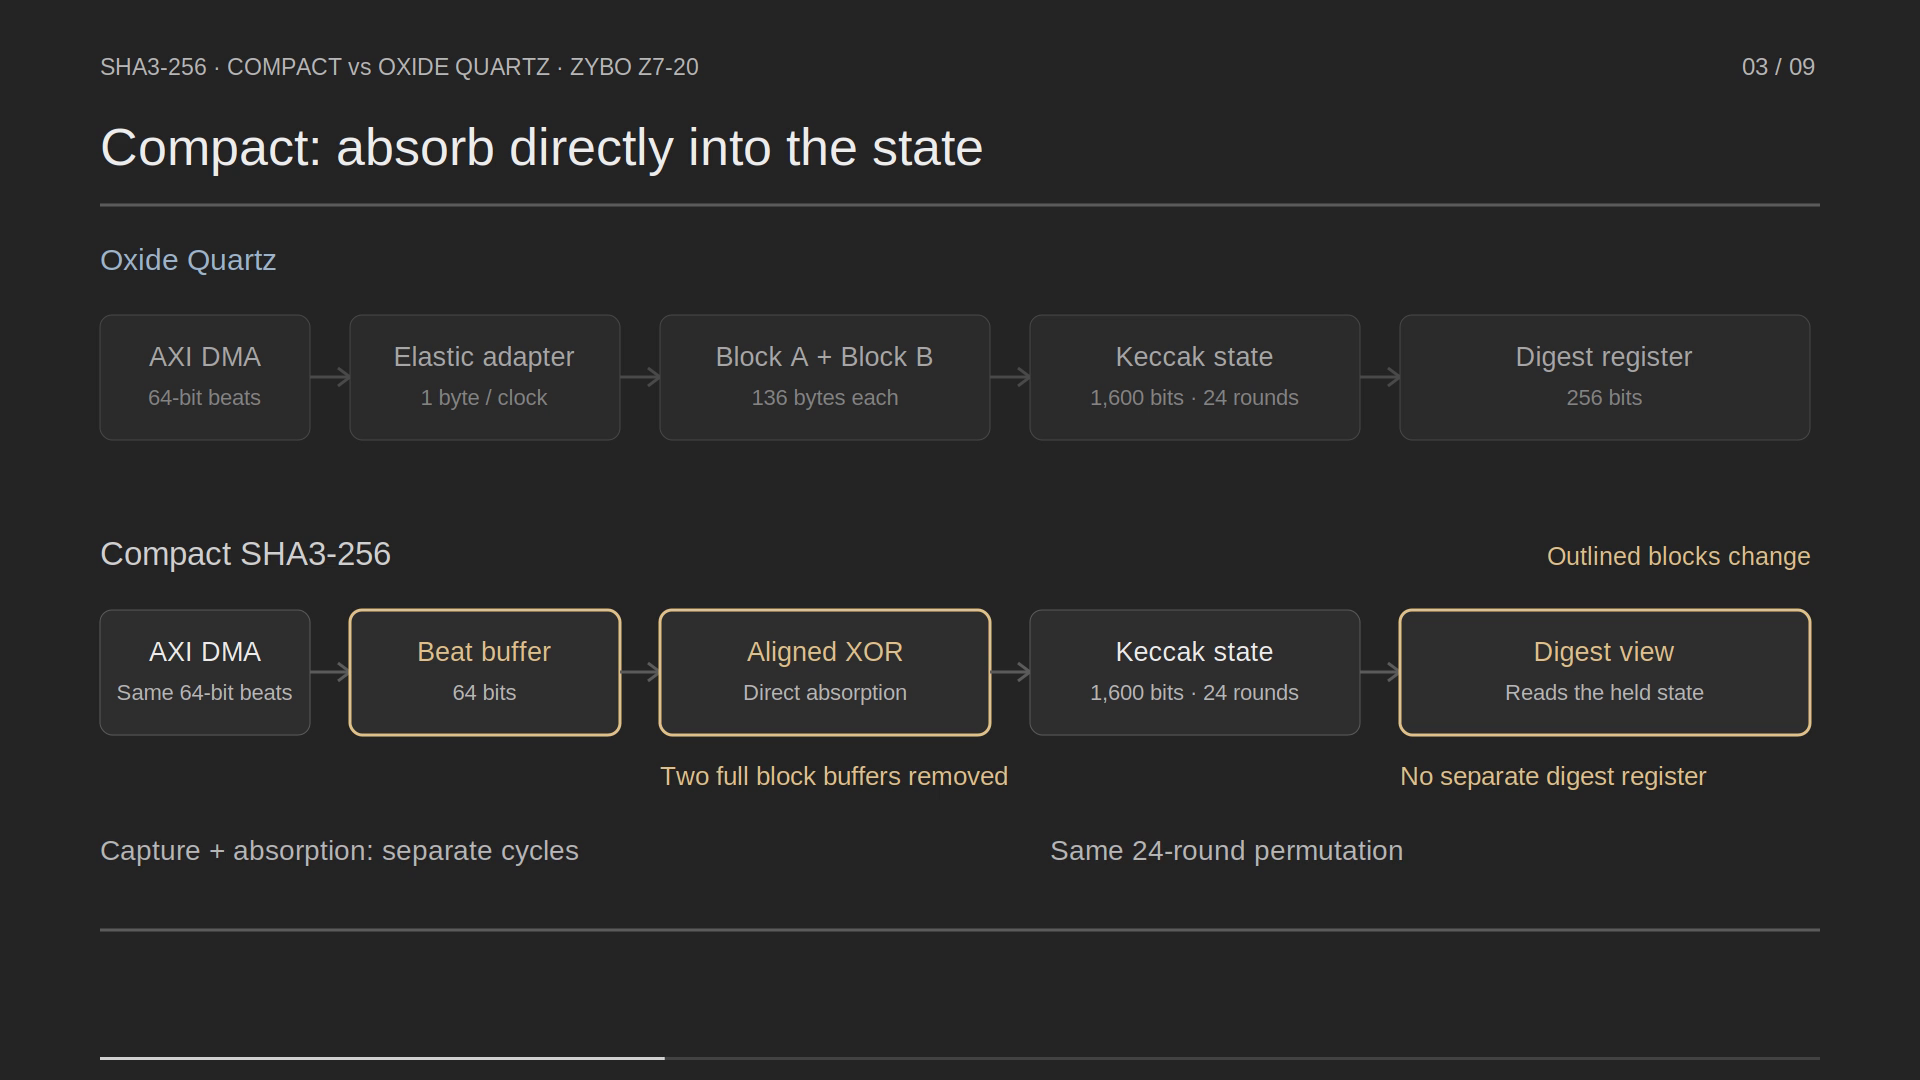 SHA3-256 · COMPACT vs OXIDE QUARTZ · ZYBO Z7-20
03 / 09
Compact: absorb directly into the state
Oxide Quartz
AXI DMA
64-bit beats
Elastic adapter
1 byte / clock
Block A + Block B
136 bytes each
Keccak state
1,600 bits · 24 rounds
Digest register
256 bits
Compact SHA3-256
Outlined blocks change
AXI DMA
Same 64-bit beats
Beat buffer
64 bits
Aligned XOR
Direct absorption
Keccak state
1,600 bits · 24 rounds
Digest view
Reads the held state
Two full block buffers removed
No separate digest register
Capture + absorption: separate cycles
Same 24-round permutation